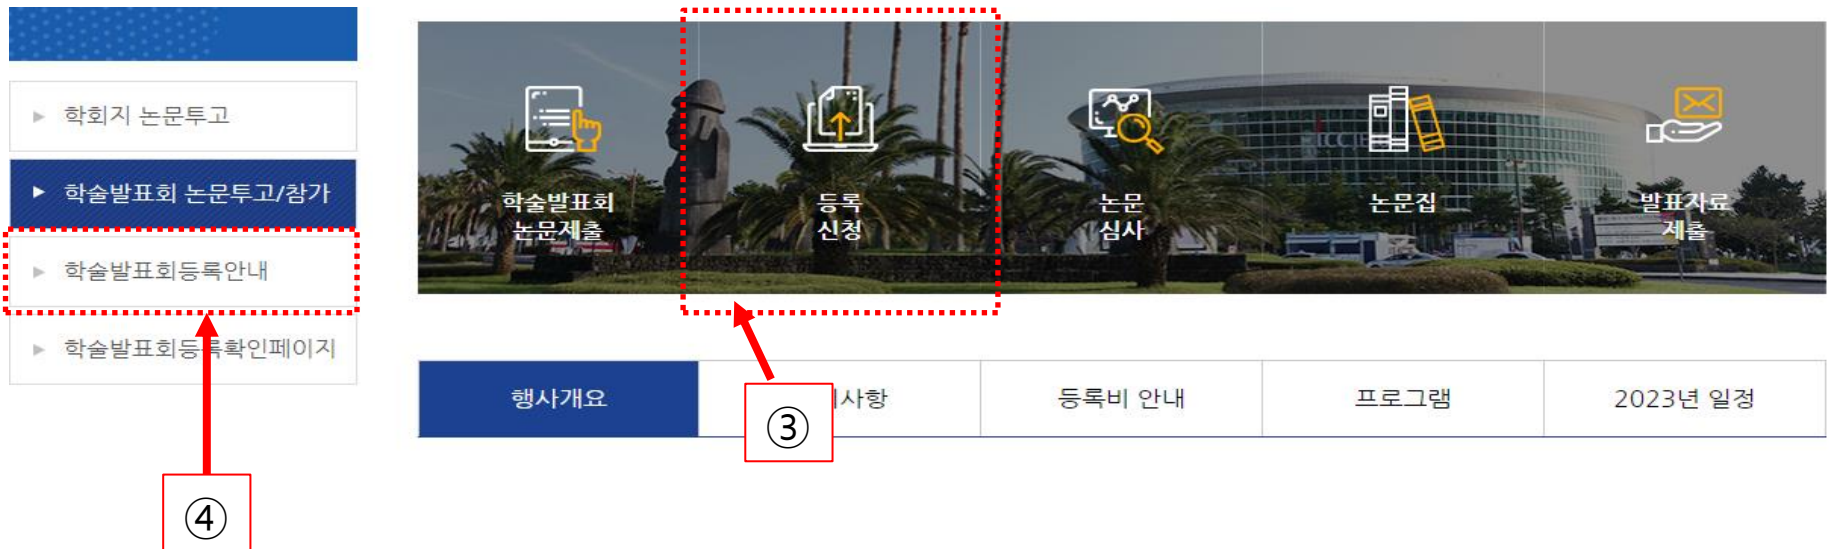 학회지 논문투고
학술발표회 논문투고/참가
학술발표회등록안내
학술발표회등록확인페이지
④
학술발표회
논문제출
등록
신청
논문
심사
논문집
발표자료
제출
행사개요
사항
등록비 안내
프로그램
2023년 일정
③